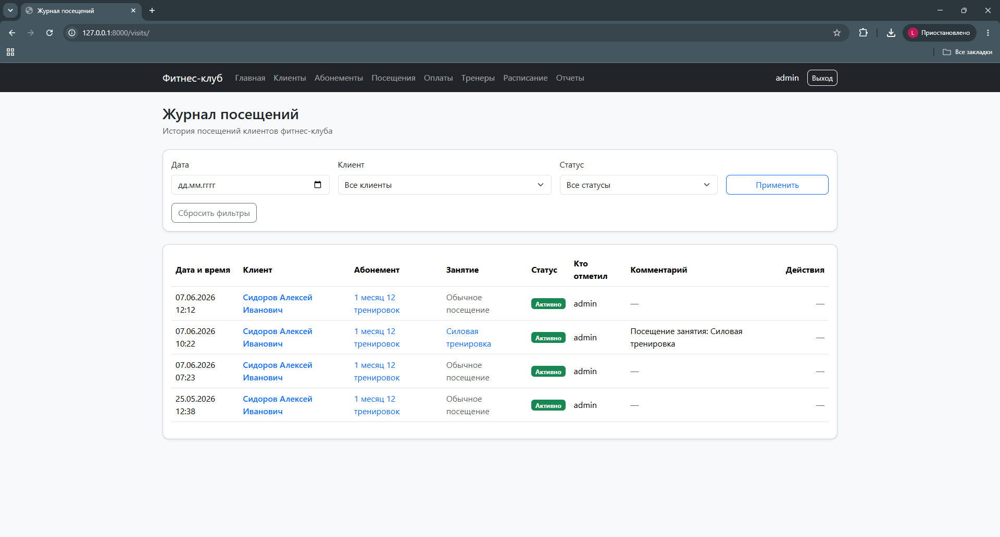 Журнал посещений
127.0.0.1:8000/visits/
L Приостановлено
Все закладки
Фитнес-клуб Главная Клиенты Абонементы Посещения Оплаты Тренеры Расписание Отчеты admin Выход
Журнал посещений
История посещений клиентов фитнес-клуба
Дата Клиент Статус
дд.мм.гггг Все клиенты Все статусы Применить
Сбросить фильтры
Дата и время Клиент Абонемент Занятие Статус Кто отметил Комментарий Действия
07.06.2026 Сидоров Алексей 1 месяц 12 Обычное
12:12 Иванович тренировок посещение Активно admin — —
07.06.2026 Сидоров Алексей 1 месяц 12 Силовая Посещение занятия: Силовая
10:22 Иванович тренировок тренировка Активно admin тренировка —
07.06.2026 Сидоров Алексей 1 месяц 12 Обычное
07:23 Иванович тренировок посещение Активно admin — —
25.05.2026 Сидоров Алексей 1 месяц 12 Обычное
12:38 Иванович тренировок посещение Активно admin — —